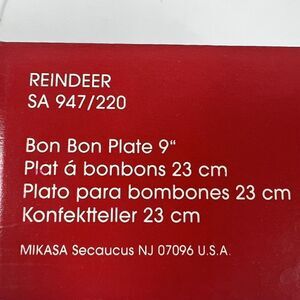 REINDEER
SA 947/220
Bon Bon Plate 9"
Plat á bonbons 23 cm
Plato para bombones 23 cm
Konfektteller 23 cm
MIKASA Secaucus NJ 07096 U.S.A.